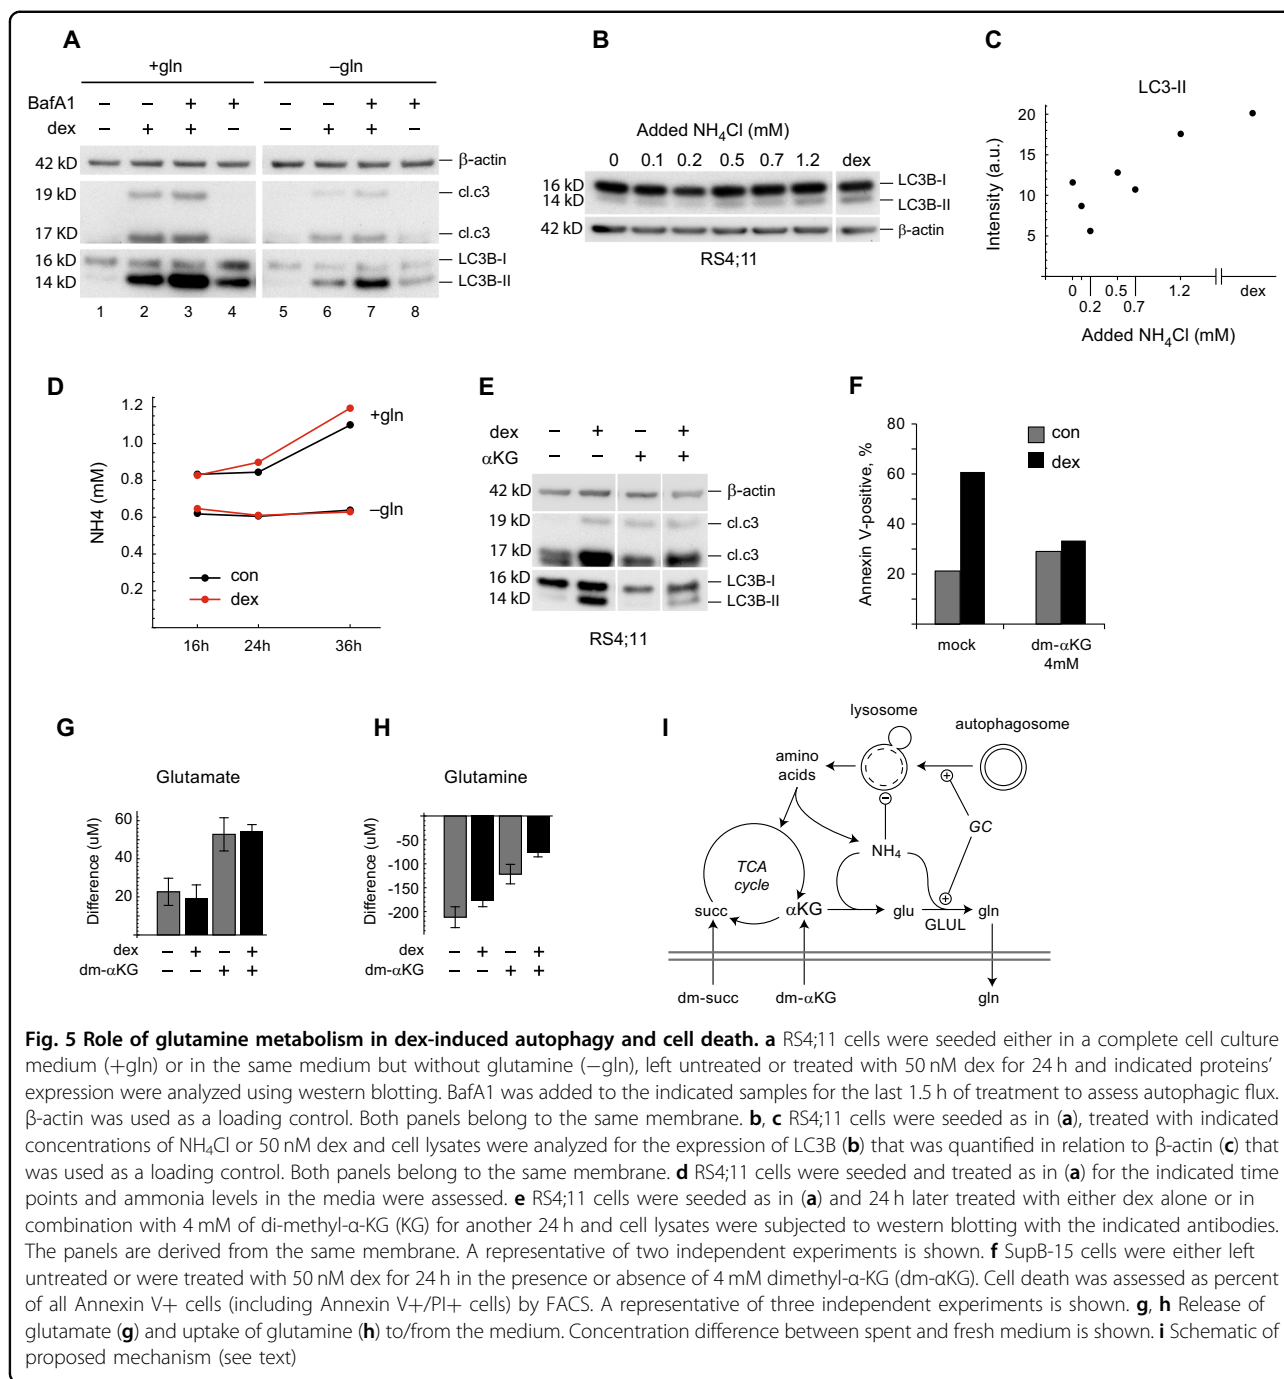 A
+gln
−gln
BafA1 − − + + − − + +
dex − + + − − + + −
42 kD β-actin
19 kD cl.c3
17 KD cl.c3
16 kD LC3B-I
14 kD LC3B-II
1 2 3 4 5 6 7 8
B
Added NH4Cl (mM)
0 0.1 0.2 0.5 0.7 1.2 dex
16 kD LC3B-I
14 kD LC3B-II
42 kD β-actin
RS4;11
C
LC3-II
Intensity (a.u.)
20
15
10
5
0 0.5 1.2 dex
0.2 0.7
Added NH4Cl (mM)
D
NH4 (mM)
1.2
1.0
0.8
0.6
0.4
0.2
+gln
−gln
con
dex
16h 24h 36h
E
dex − + − +
αKG − − + +
42 kD β-actin
19 kD cl.c3
17 kD cl.c3
16 kD LC3B-I
14 kD LC3B-II
RS4;11
F
Annexin V-positive, %
80
60
40
20
con
dex
mock dm-αKG
4mM
G
Glutamate
Difference (uM)
60
40
20
dex − + − +
dm-αKG − − + +
H
Glutamine
Difference (uM)
-50
-100
-150
-200
dex − + − +
dm-αKG − − + +
I
lysosome
autophagosome
amino
acids
GC
NH4
TCA
cycle
succ αKG glu GLUL gln
dm-succ dm-αKG gln
Fig. 5 Role of glutamine metabolism in dex-induced autophagy and cell death. a RS4;11 cells were seeded either in a complete cell culture
medium (+gln) or in the same medium but without glutamine (−gln), left untreated or treated with 50 nM dex for 24 h and indicated proteins’
expression were analyzed using western blotting. BafA1 was added to the indicated samples for the last 1.5 h of treatment to assess autophagic flux.
β-actin was used as a loading control. Both panels belong to the same membrane. b, c RS4;11 cells were seeded as in (a), treated with indicated
concentrations of NH4Cl or 50 nM dex and cell lysates were analyzed for the expression of LC3B (b) that was quantified in relation to β-actin (c) that
was used as a loading control. Both panels belong to the same membrane. d RS4;11 cells were seeded and treated as in (a) for the indicated time
points and ammonia levels in the media were assessed. e RS4;11 cells were seeded as in (a) and 24 h later treated with either dex alone or in
combination with 4 mM of di-methyl-α-KG (KG) for another 24 h and cell lysates were subjected to western blotting with the indicated antibodies.
The panels are derived from the same membrane. A representative of two independent experiments is shown. f SupB-15 cells were either left
untreated or were treated with 50 nM dex for 24 h in the presence or absence of 4 mM dimethyl-α-KG (dm-αKG). Cell death was assessed as percent
of all Annexin V+ cells (including Annexin V+/PI+ cells) by FACS. A representative of three independent experiments is shown. g, h Release of
glutamate (g) and uptake of glutamine (h) to/from the medium. Concentration difference between spent and fresh medium is shown. i Schematic of
proposed mechanism (see text)